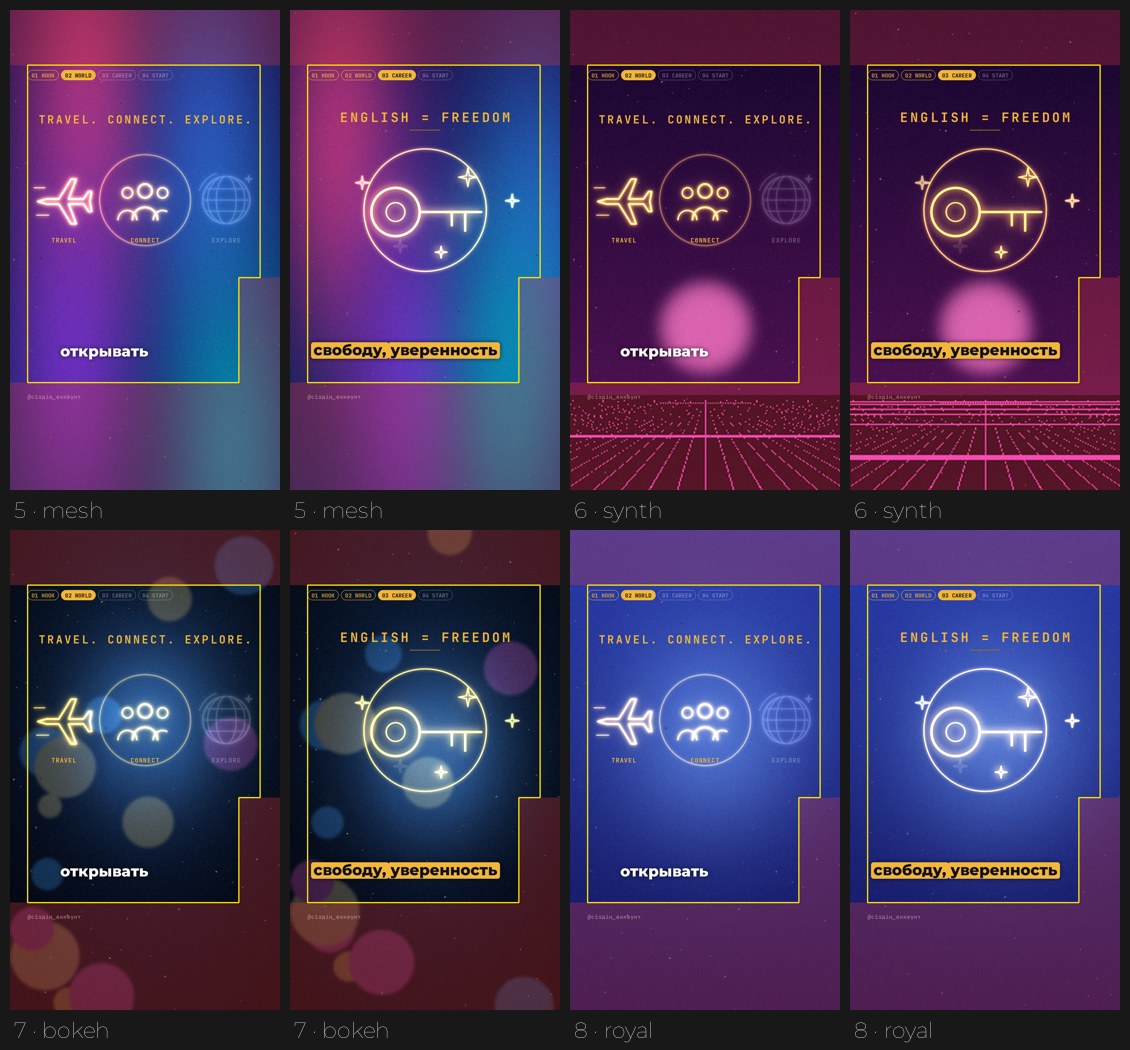 01 HOOK 02 WORLD 03 CAREER 04 START
TRAVEL. CONNECT. EXPLORE.
TRAVEL CONNECT EXPLORE
открывать
5 · mesh
01 HOOK 02 WORLD 03 CAREER 04 START
ENGLISH = FREEDOM
свободу, уверенность
5 · mesh
01 HOOK 02 WORLD 03 CAREER 04 START
TRAVEL. CONNECT. EXPLORE.
TRAVEL CONNECT EXPLORE
открывать
6 · synth
01 HOOK 02 WORLD 03 CAREER 04 START
ENGLISH = FREEDOM
свободу, уверенность
6 · synth
01 HOOK 02 WORLD 03 CAREER 04 START
TRAVEL. CONNECT. EXPLORE.
TRAVEL CONNECT EXPLORE
открывать
7 · bokeh
01 HOOK 02 WORLD 03 CAREER 04 START
ENGLISH = FREEDOM
свободу, уверенность
7 · bokeh
01 HOOK 02 WORLD 03 CAREER 04 START
TRAVEL. CONNECT. EXPLORE.
TRAVEL CONNECT EXPLORE
открывать
8 · royal
01 HOOK 02 WORLD 03 CAREER 04 START
ENGLISH = FREEDOM
свободу, уверенность
8 · royal